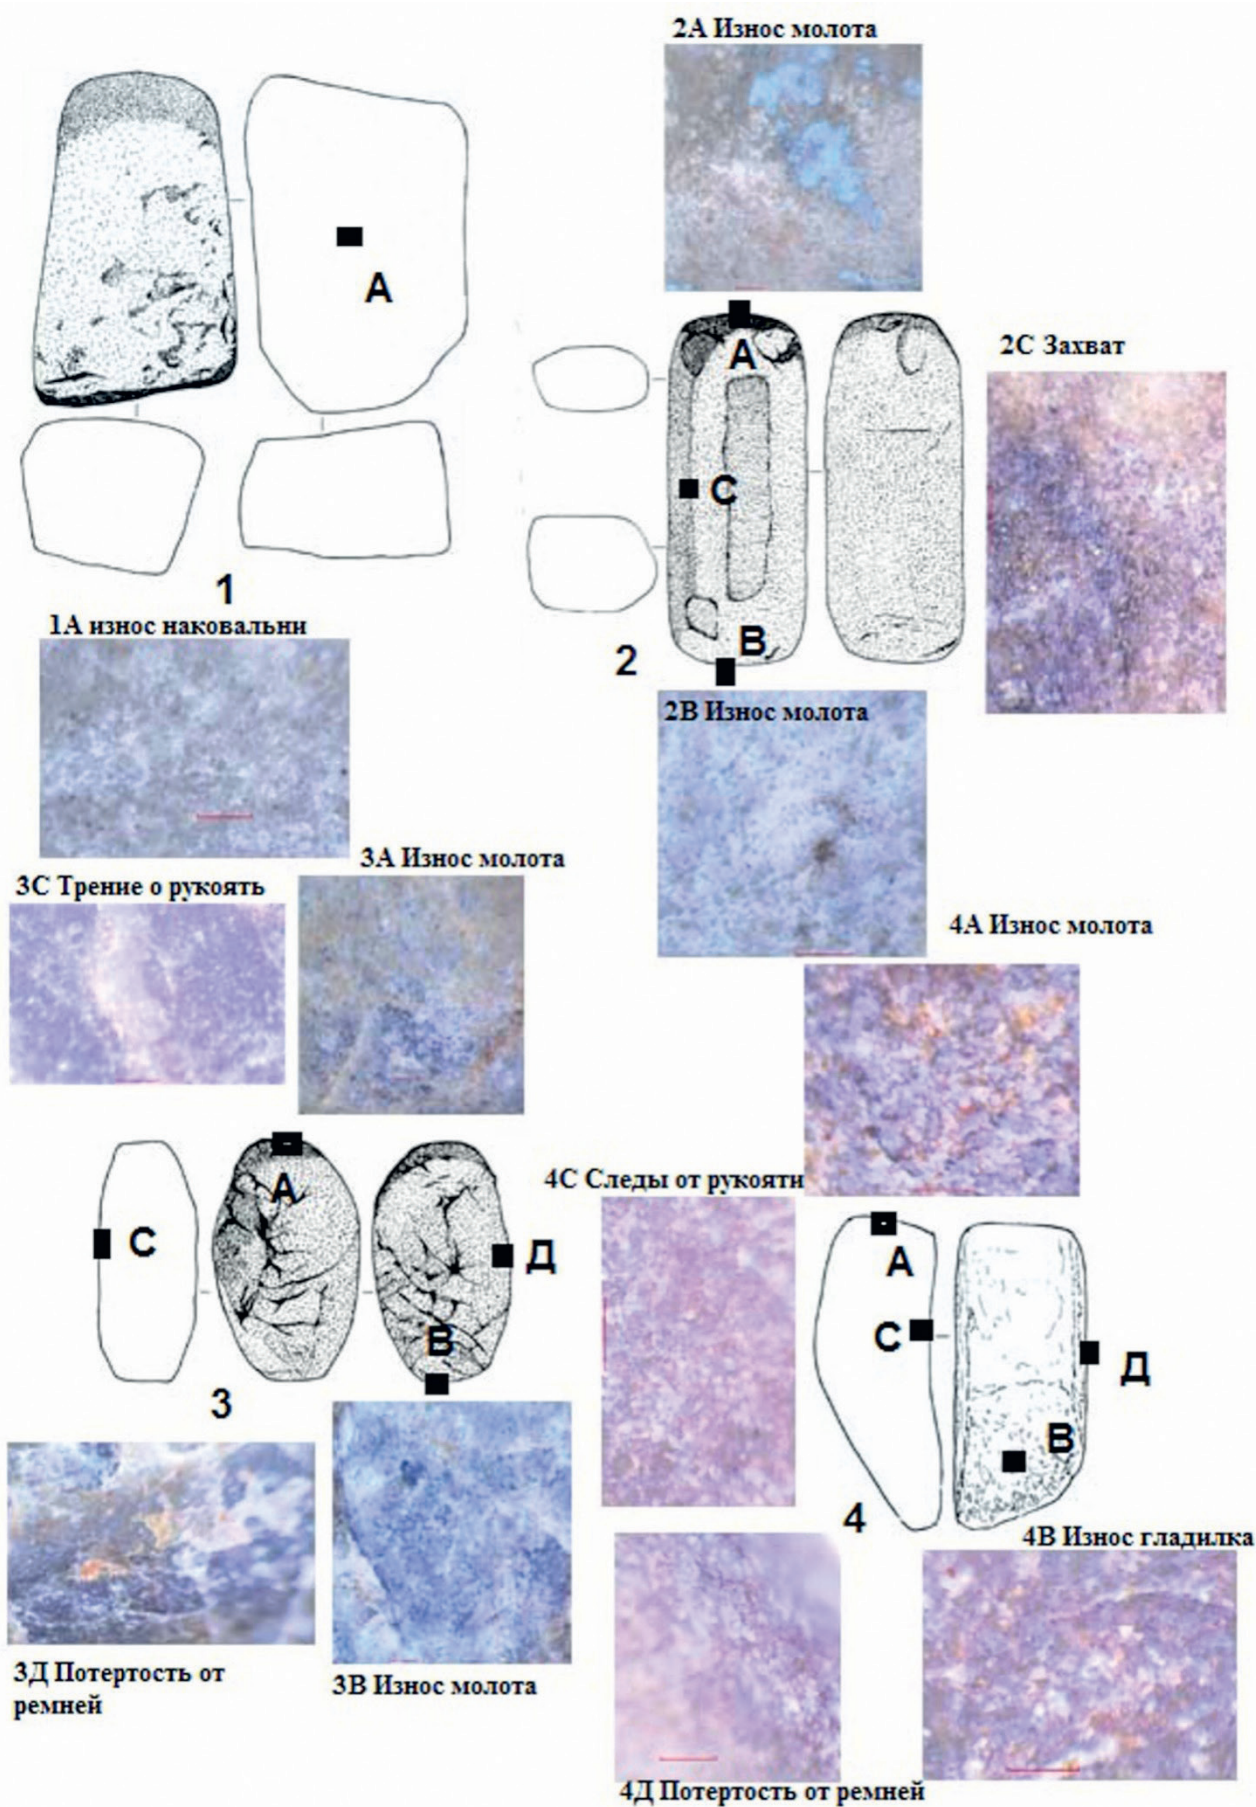 2А Износ молота
А
2С Захват
А
С
1
В
1А износ наковальни
2
2В Износ молота
3А Износ молота
3С Трение о рукоять
4А Износ молота
4С Следы от рукояти
А
С
Д
А
С
Д
В
3
В
4
4В Износ гладилка
3Д Потертость от
ремней
3В Износ молота
4Д Потертость от ремней